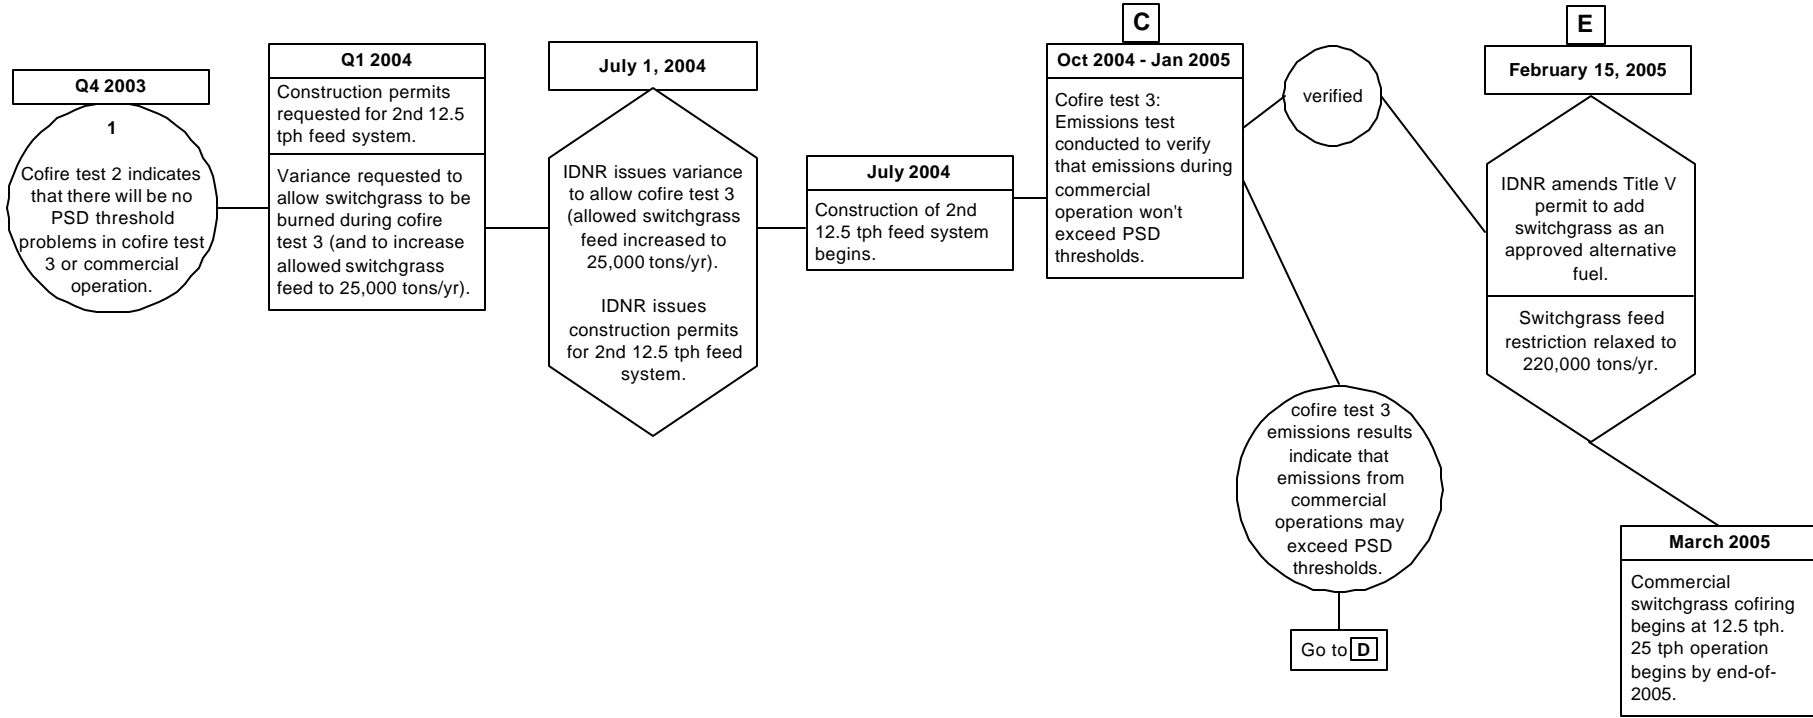 Q4 2003
1
Cofire test 2 indicates
that there will be no
PSD threshold
problems in cofire test
3 or commercial
operation.
Q1 2004
Construction permits
requested for 2nd 12.5
tph feed system.
Variance requested to
allow switchgrass to be
burned during cofire
test 3 (and to increase
allowed switchgrass
feed to 25,000 tons/yr).
July 1, 2004
IDNR issues variance
to allow cofire test 3
(allowed switchgrass
feed increased to
25,000 tons/yr).
IDNR issues
construction permits
for 2nd 12.5 tph feed
system.
July 2004
Construction of 2nd
12.5 tph feed system
begins.
C
Oct 2004 - Jan 2005
Cofire test 3:
Emissions test
conducted to verify
that emissions during
commercial
operation won't
exceed PSD
thresholds.
verified
cofire test 3
emissions results
indicate that
emissions from
commercial
operations may
exceed PSD
thresholds.
Go to D
E
February 15, 2005
IDNR amends Title V
permit to add
switchgrass as an
approved alternative
fuel.
Switchgrass feed
restriction relaxed to
220,000 tons/yr.
March 2005
Commercial
switchgrass cofiring
begins at 12.5 tph.
25 tph operation
begins by end-of-
2005.